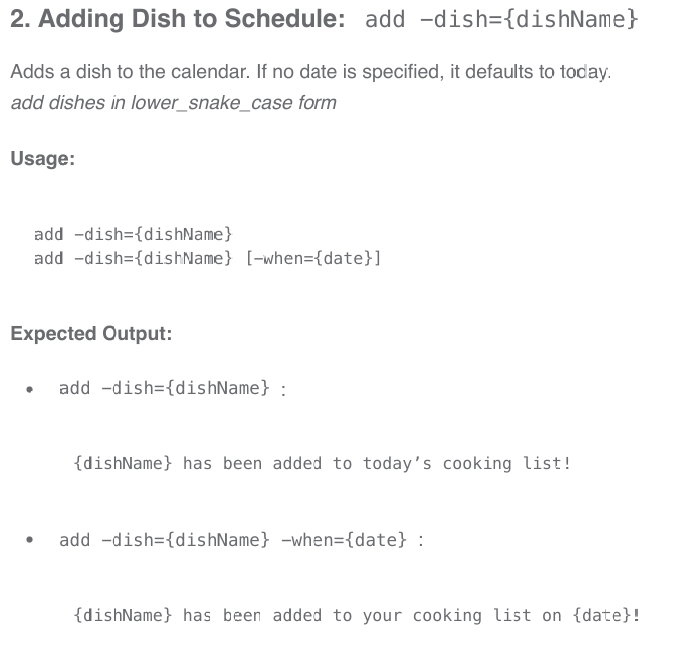 2. Adding Dish to Schedule: add -dish={dishName}
Adds a dish to the calendar. If no date is specified, it defaults to today.
add dishes in lower_snake_case form
Usage:
add -dish={dishName}
add -dish={dishName} [-when={date}]
Expected Output:
• add -dish={dishName} :
{dishName} has been added to today’s cooking list!
• add -dish={dishName} -when={date} :
{dishName} has been added to your cooking list on {date}!